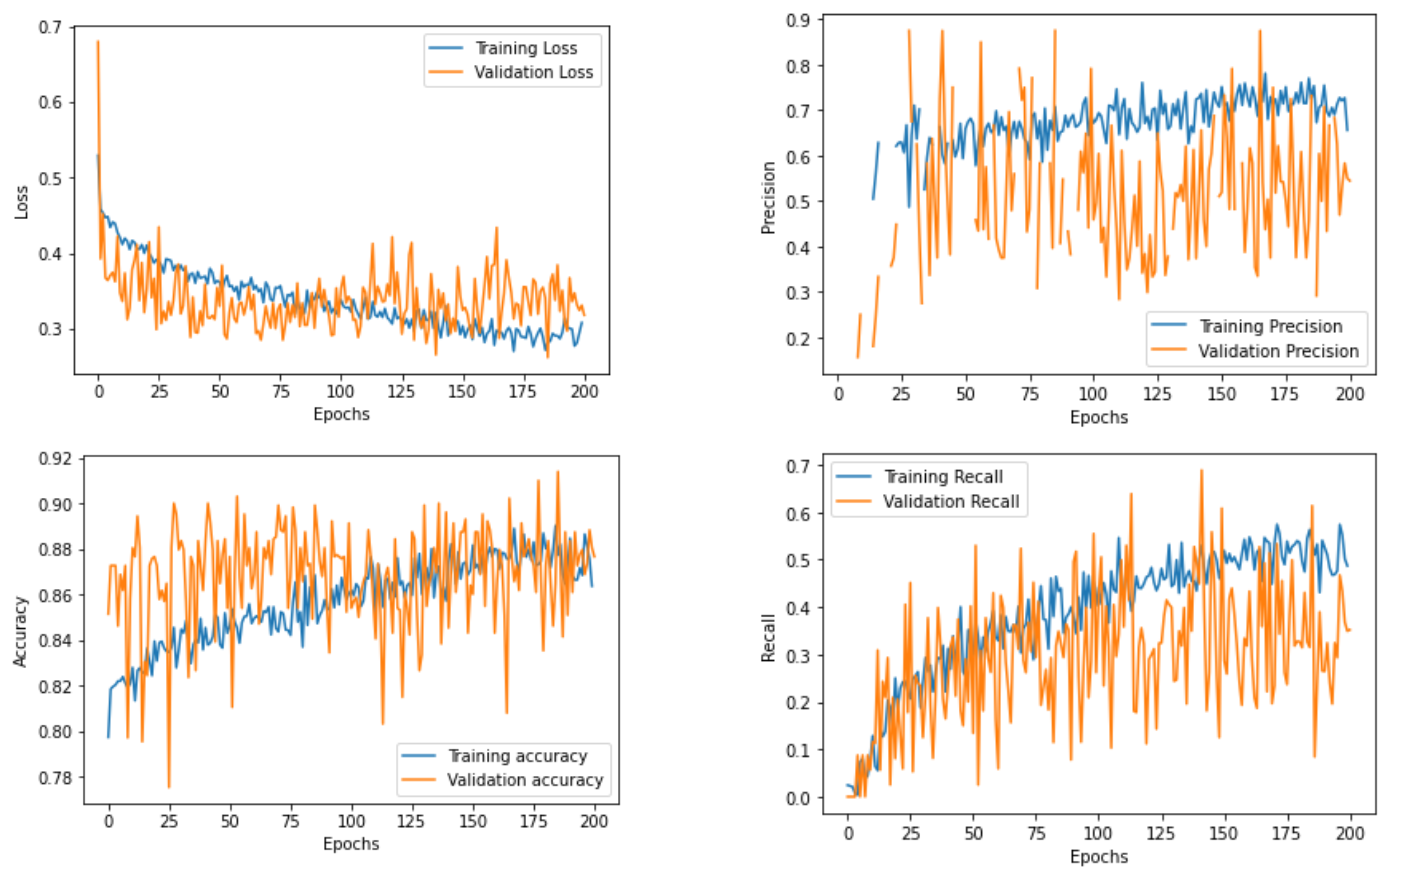 0.7
0.6
0.5
0.4
0.3
Loss
Training Loss
Validation Loss
0 25 50 75 100 125 150 175 200
Epochs
0.9
0.8
0.7
0.6
0.5
0.4
0.3
0.2
Precision
Training Precision
Validation Precision
0 25 50 75 100 125 150 175 200
Epochs
0.92
0.90
0.88
0.86
0.84
0.82
0.80
0.78
Accuracy
Training accuracy
Validation accuracy
0 25 50 75 100 125 150 175 200
Epochs
0.7
0.6
0.5
0.4
0.3
0.2
0.1
0.0
Recall
Training Recall
Validation Recall
0 25 50 75 100 125 150 175 200
Epochs